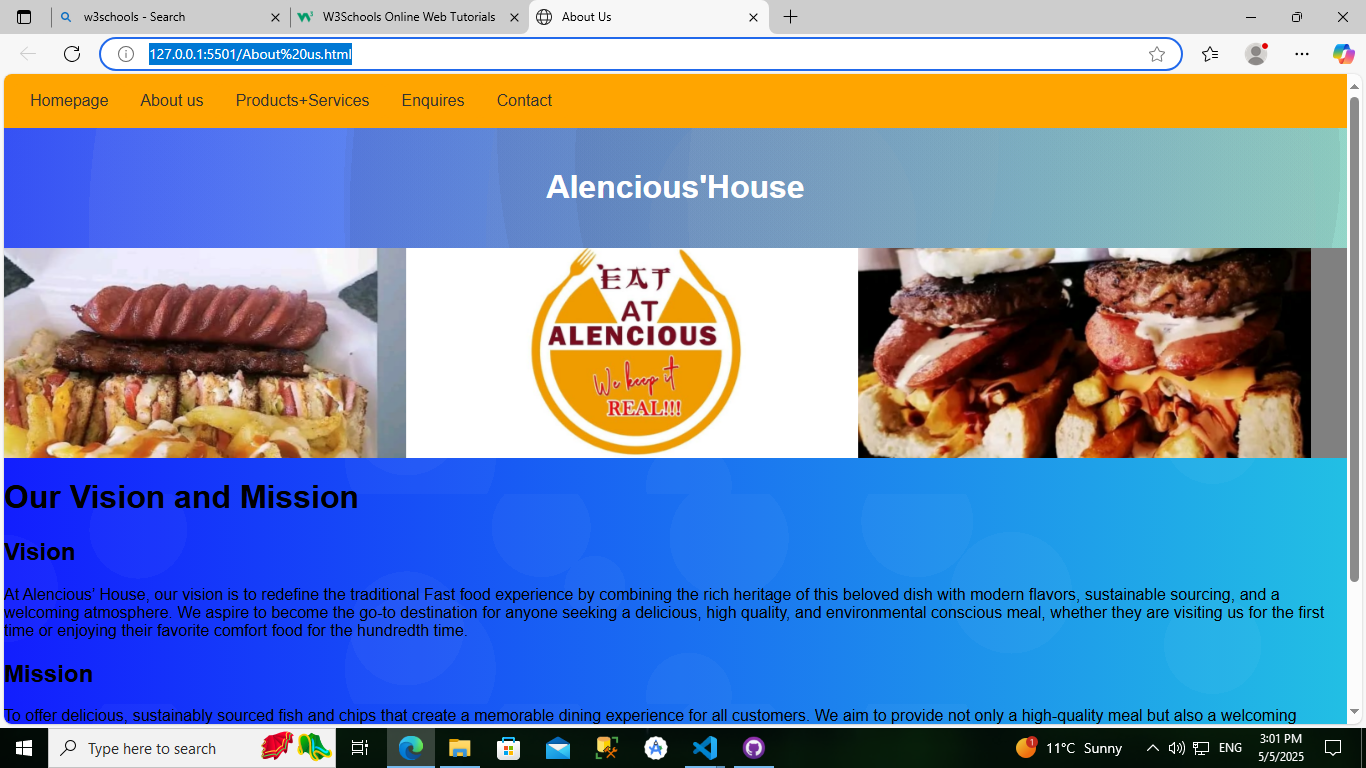 w3schools - Search
W3Schools Online Web Tutorials
About Us
127.0.0.1:5501/About%20us.html
Homepage
About us
Products+Services
Enquires
Contact
Alencious'House
EAT
AT
ALENCIOUS
We keep it
REAL!!!
Our Vision and Mission
Vision
At Alencious' House, our vision is to redefine the traditional Fast food experience by combining the rich heritage of this beloved dish with modern flavors, sustainable sourcing, and a
welcoming atmosphere. We aspire to become the go-to destination for anyone seeking a delicious, high quality, and environmental conscious meal, whether they are visiting us for the first
time or enjoying their favorite comfort food for the hundredth time.
Mission
To offer delicious, sustainably sourced fish and chips that create a memorable dining experience for all customers. We aim to provide not only a high-quality meal but also a welcoming
Type here to search
1
11°C Sunny
ENG
3:01 PM
5/5/2025